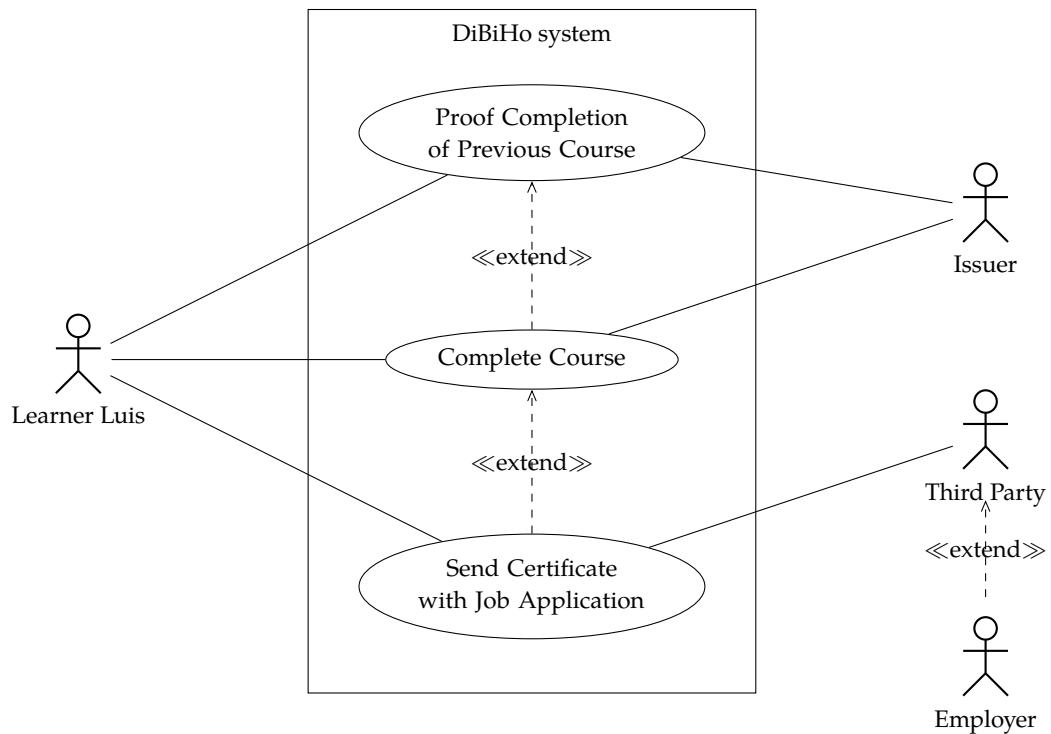 DiBiHo system
Proof Completion
of Previous Course
≪extend≫
Issuer
Complete Course
Learner Luis
≪extend≫
Third Party
≪extend≫
Send Certificate
with Job Application
Employer